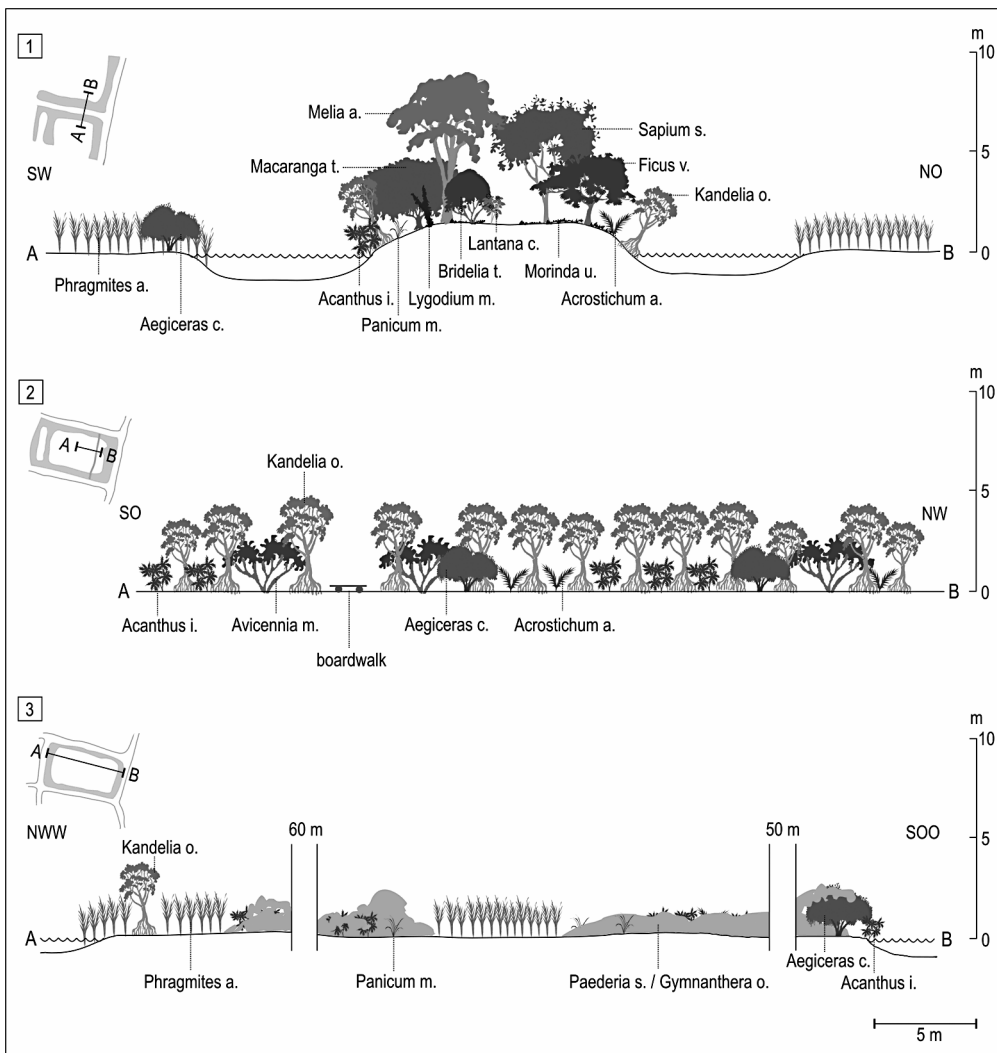 1
m
10
B
A
Melia a.
Sapium s.
Macaranga t.
Ficus v.
5
SW
NO
Kandelia o.
A
B
0
Phragmites a.
Lantana c.
Bridelia t.
Morinda u.
Acanthus i.
Lygodium m.
Acrostichum a.
Aegiceras c.
Panicum m.
2
m
10
A
B
Kandelia o.
SO
NW
5
A
B
0
Acanthus i.
Avicennia m.
Aegiceras c.
Acrostichum a.
boardwalk
3
m
10
A
B
NWW
60 m
50 m
SOO
5
Kandelia o.
A
B
0
Phragmites a.
Panicum m.
Paederia s. / Gymnanthera o.
Aegiceras c.
Acanthus i.
5 m